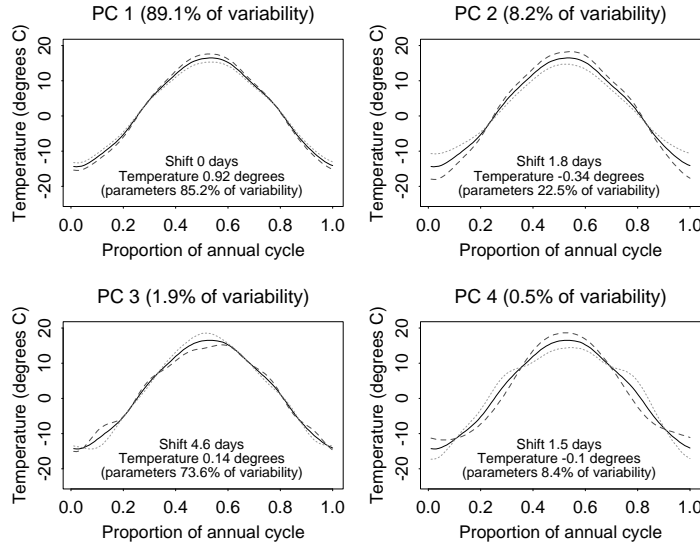 PC 1 (89.1% of variability)
Temperature (degrees C)
20
10
0
-10
-20
Shift 0 days
Temperature 0.92 degrees
(parameters 85.2% of variability)
0.0 0.2 0.4 0.6 0.8 1.0
Proportion of annual cycle
PC 2 (8.2% of variability)
Temperature (degrees C)
20
10
0
-10
-20
Shift 1.8 days
Temperature -0.34 degrees
(parameters 22.5% of variability)
0.0 0.2 0.4 0.6 0.8 1.0
Proportion of annual cycle
PC 3 (1.9% of variability)
Temperature (degrees C)
20
10
0
-10
-20
Shift 4.6 days
Temperature 0.14 degrees
(parameters 73.6% of variability)
0.0 0.2 0.4 0.6 0.8 1.0
Proportion of annual cycle
PC 4 (0.5% of variability)
Temperature (degrees C)
20
10
0
-10
-20
Shift 1.5 days
Temperature -0.1 degrees
(parameters 8.4% of variability)
0.0 0.2 0.4 0.6 0.8 1.0
Proportion of annual cycle